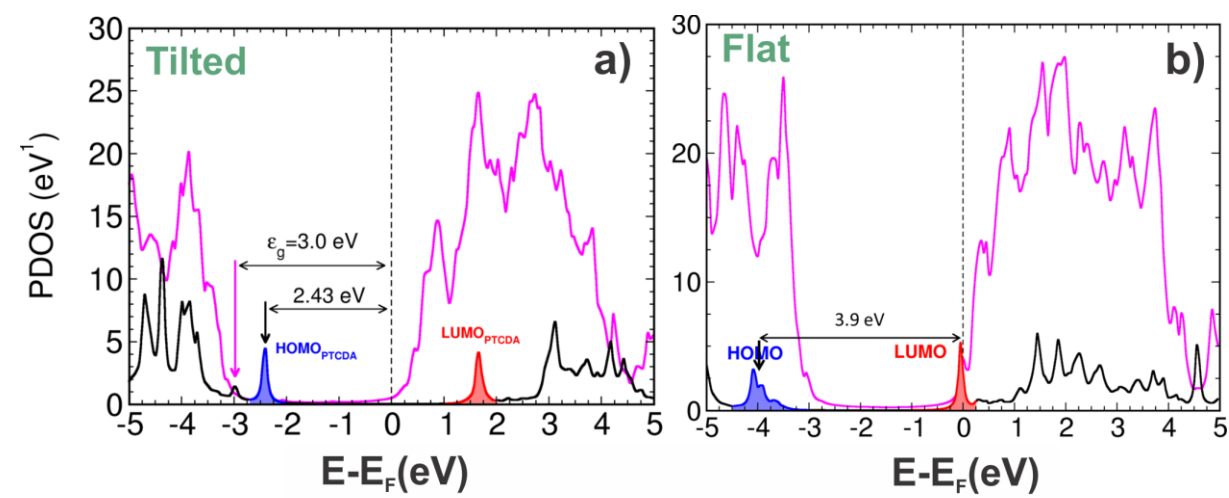 Tilted
a)
30
25
20
15
10
5
0
PDOS (eV¹)
εg=3.0 eV
2.43 eV
HOMOPTCDA
LUMOPTCDA
-5 -4 -3 -2 -1 0 1 2 3 4 5
E-EF(eV)
Flat
b)
30
20
10
0
3.9 eV
HOMO
LUMO
-5 -4 -3 -2 -1 0 1 2 3 4 5
E-EF(eV)